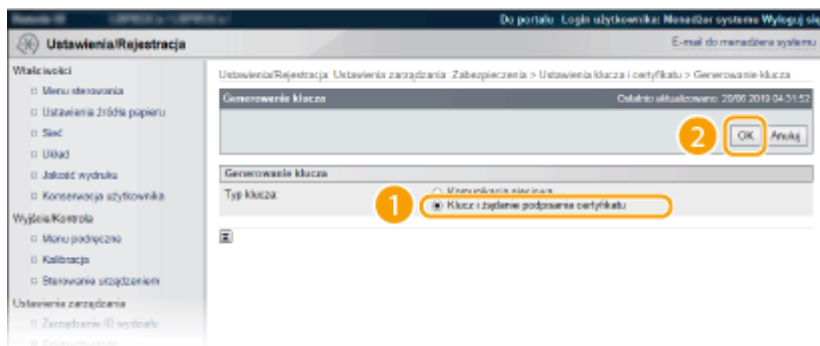 Do portalu Login użytkownika: Menadżer systemu Wyloguj się
Ustawienia/Rejestracja
E-mail do menadżera systemu
Właściwości
Menu sterowania
Ustawienia źródła papieru
Sieć
Układ
Jakość wydruku
Konserwacja użytkownika
Wyjście/Kontrola
Menu podręczne
Kalibracja
Sterowanie urządzeniem
Ustawienia zarządzania
Zarządzanie ID wydziału
Ustawienia/Rejestracja: Ustawienia zarządzania: Zabezpieczenia > Ustawienia klucza i certyfikatu > Generowanie klucza
Generowanie klucza
Ostatnio aktualizowano: 20/06 2019 04:31:52
2
OK
Anuluj
Generowanie klucza
Typ klucza:
Komunikacja sieciowa
1
Klucz i żądanie podpisania certyfikatu